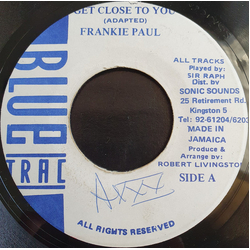 GET CLOSE TO YOU
(ADAPTED)
FRANKIE PAUL
BLUE
TRAC
ALL TRACKS
Played by:
SIR RAPH
Dist. by
SONIC SOUNDS
25 Retirement Rd.
Kingston 5
Tel: 92-61204/6203
MADE IN
JAMAICA
Produce &
Arrange by:
ROBERT LIVINGSTON
SIDE A
ALL RIGHTS RESERVED